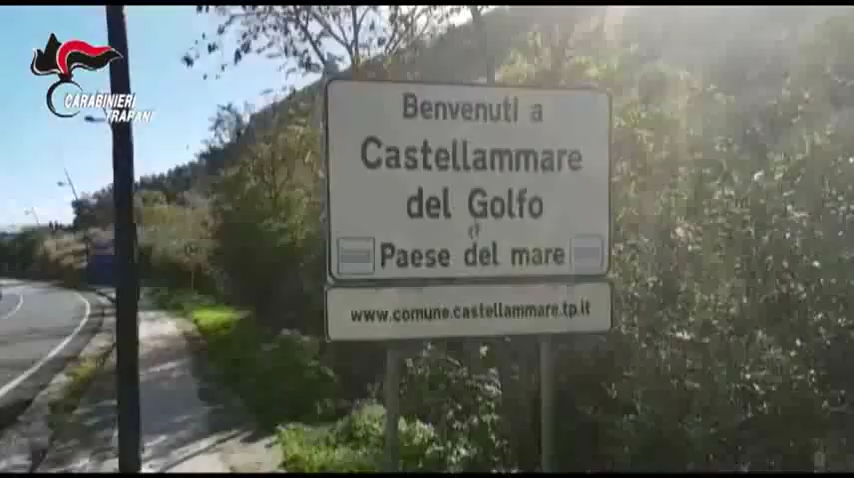 CARABINIERI
TRAPANI
Benvenuti a
Castellammare
del Golfo
Paese del mare
www.comune.castellammare.tp.it